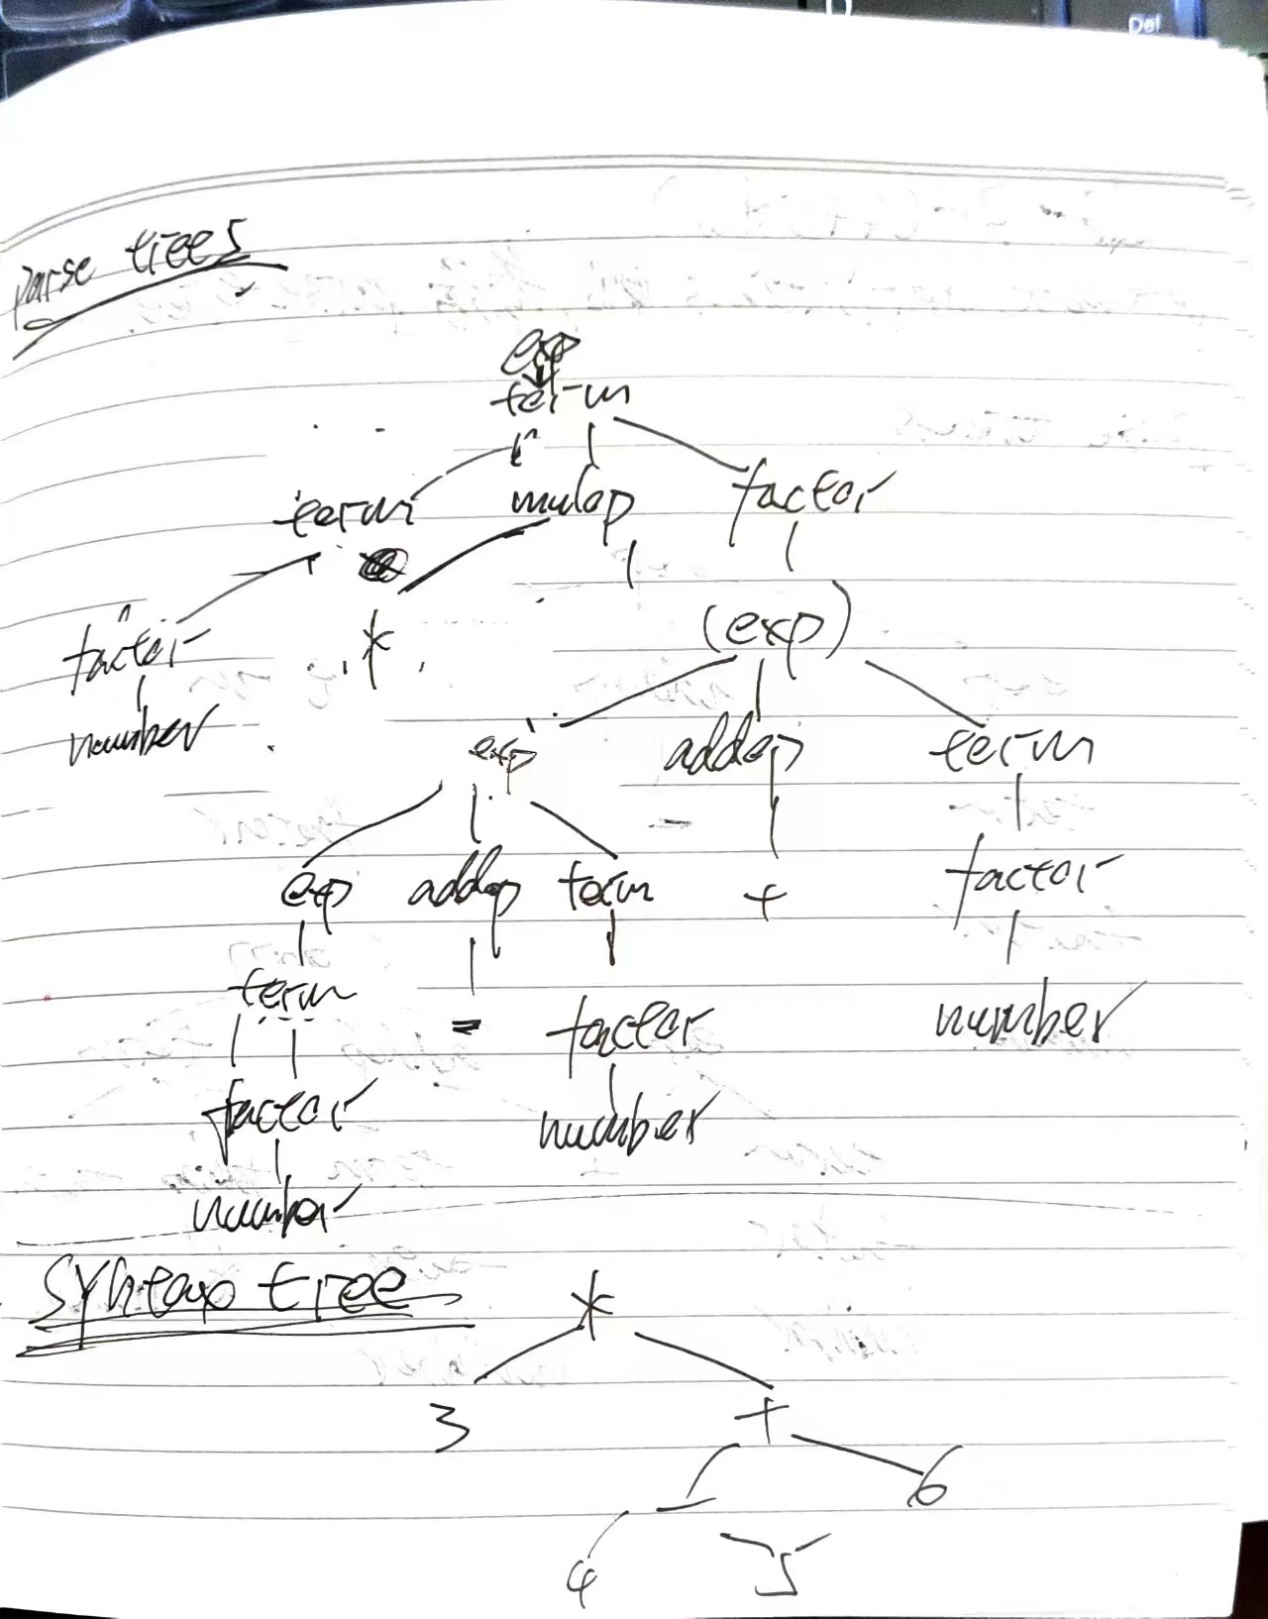 Del
parse trees
exp
term
term mulop factor
*
factor
(exp)
number
exp addop term
exp addop term + factor
term = factor number
factor number
number
Syntax tree
*
3 +
- 6
4 5